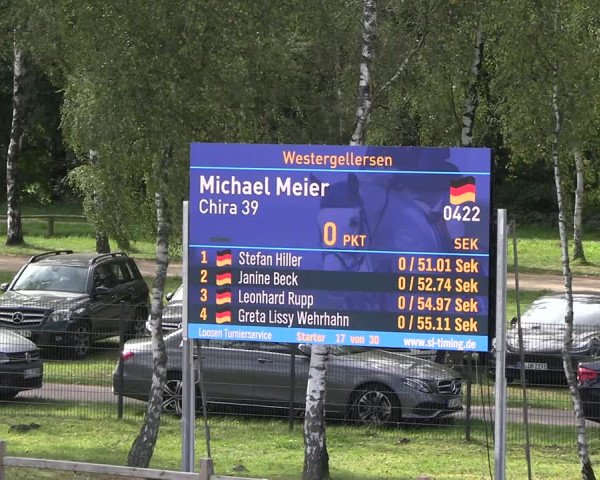 Westergellersen
Michael Meier
Chira 39
0422
0 PKT SEK
1 Stefan Hiller 0 / 51.01 Sek
2 Janine Beck 0 / 52.74 Sek
3 Leonhard Rupp 0 / 54.97 Sek
4 Greta Lissy Wehrhahn 0 / 55.11 Sek
Loosen Turnierservice Starter 17 von 30 www.sl-timing.de